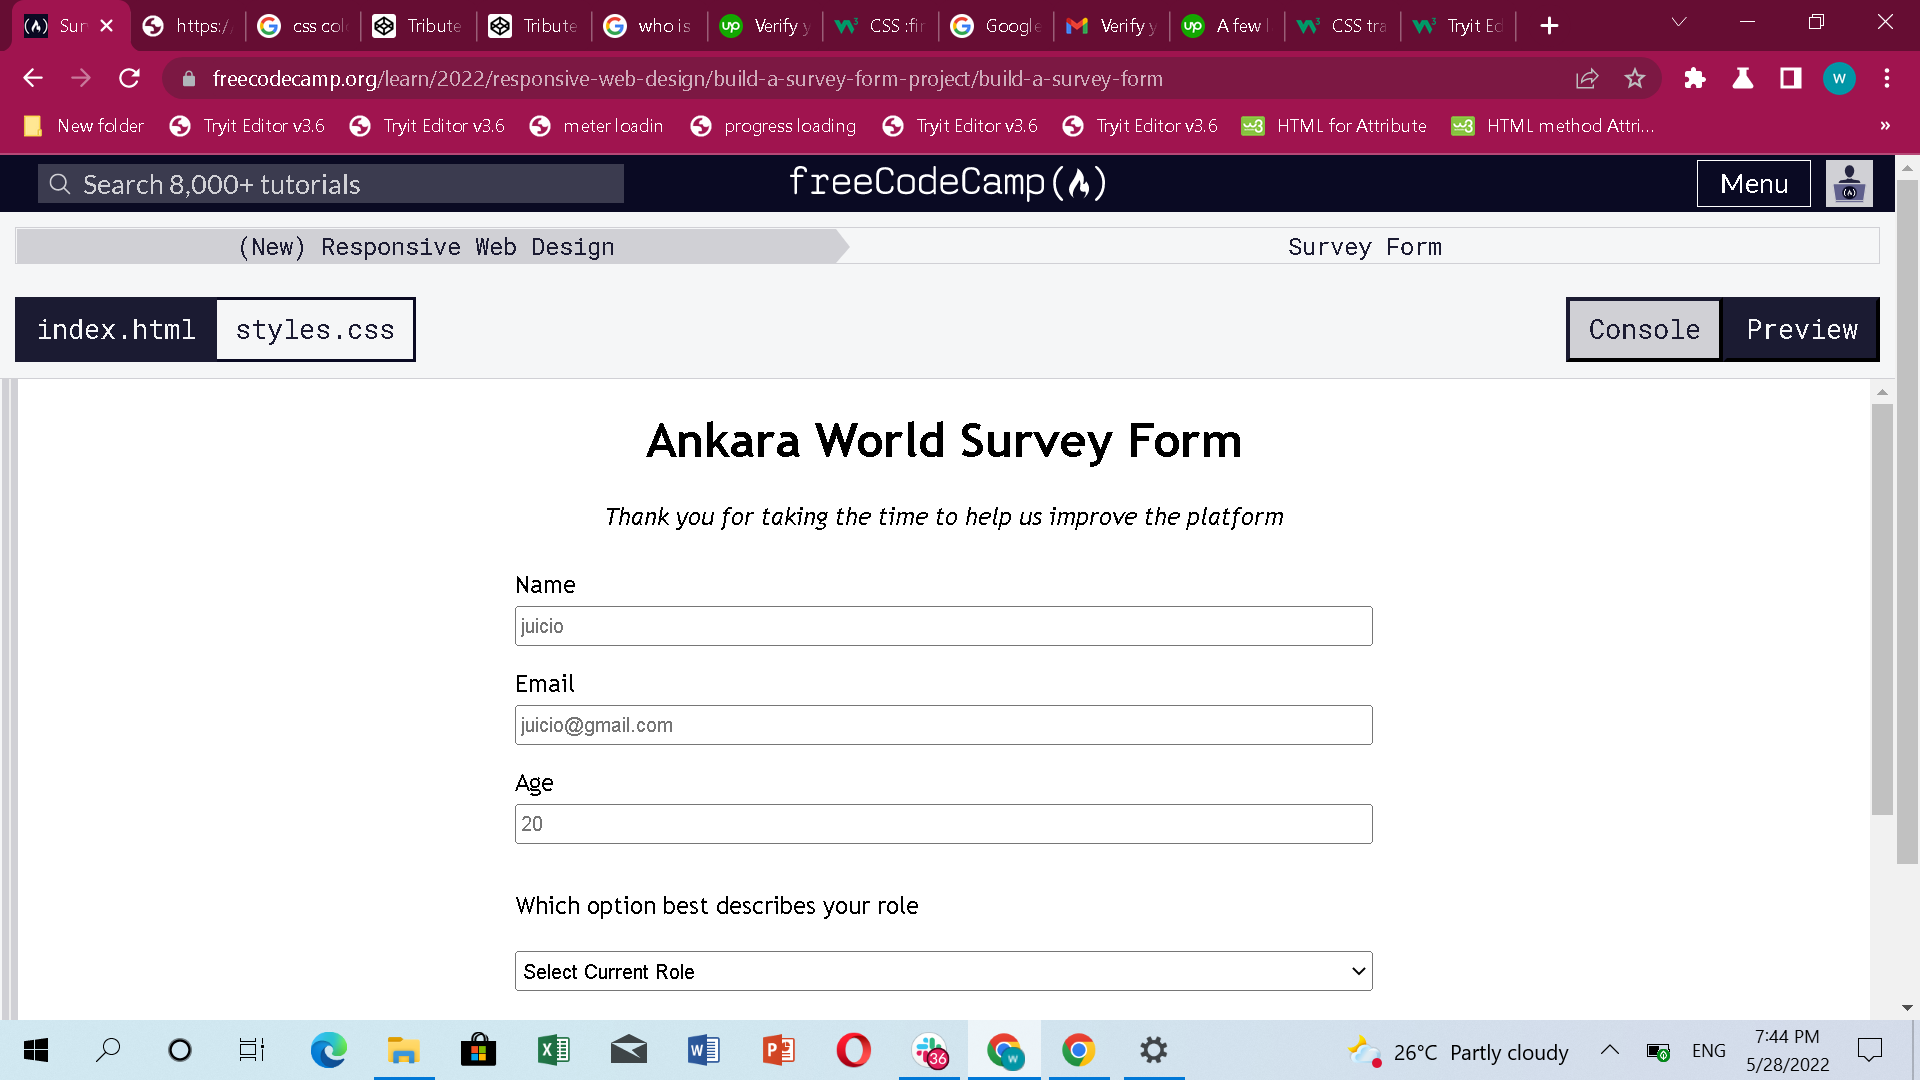 Sur
https:/
css col
Tribute
Tribute
who is
Verify y
CSS :fir
Google
Verify y
A few l
CSS tra
Tryit Ed
freecodecamp.org/learn/2022/responsive-web-design/build-a-survey-form-project/build-a-survey-form
W
New folder
Tryit Editor v3.6
Tryit Editor v3.6
meter loadin
progress loading
Tryit Editor v3.6
Tryit Editor v3.6
HTML for Attribute
HTML method Attri...
»
Search 8,000+ tutorials
freeCodeCamp
Menu
(New) Responsive Web Design
Survey Form
index.html
styles.css
Console
Preview
Ankara World Survey Form
Thank you for taking the time to help us improve the platform
Name
juicio
Email
juicio@gmail.com
Age
20
Which option best describes your role
Select Current Role
36
W
26°C Partly cloudy
ENG
7:44 PM
5/28/2022